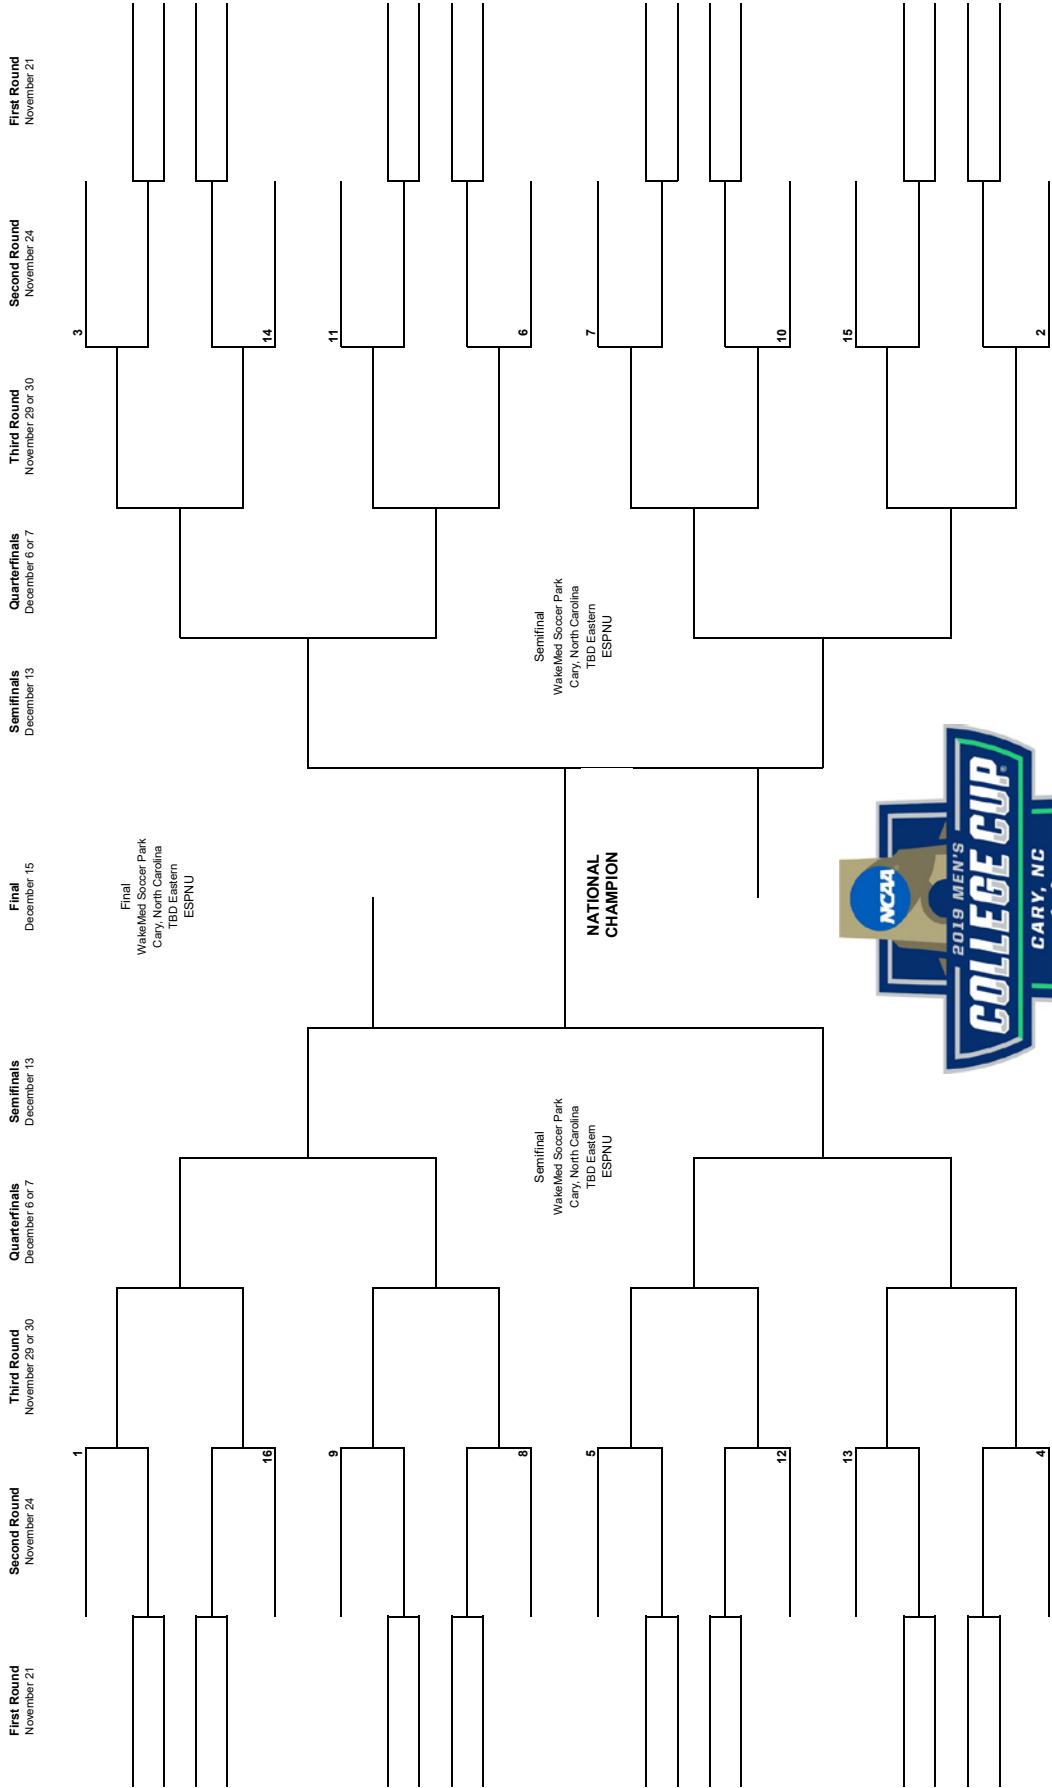 First Round
November 21
Second Round
November 24
Third Round
November 29 or 30
Quarterfinals
December 6 or 7
Semifinals
December 13
Final
December 15
Semifinals
December 13
Quarterfinals
December 6 or 7
Third Round
November 29 or 30
Second Round
November 24
First Round
November 21
1
16
9
8
5
12
13
4
3
14
11
6
7
10
15
2
Final
WakeMed Soccer Park
Cary, North Carolina
TBD Eastern
ESPNU
Semifinal
WakeMed Soccer Park
Cary, North Carolina
TBD Eastern
ESPNU
Semifinal
WakeMed Soccer Park
Cary, North Carolina
TBD Eastern
ESPNU
NATIONAL
CHAMPION
NCAA
2019 MEN'S
COLLEGE CUP®
CARY, NC